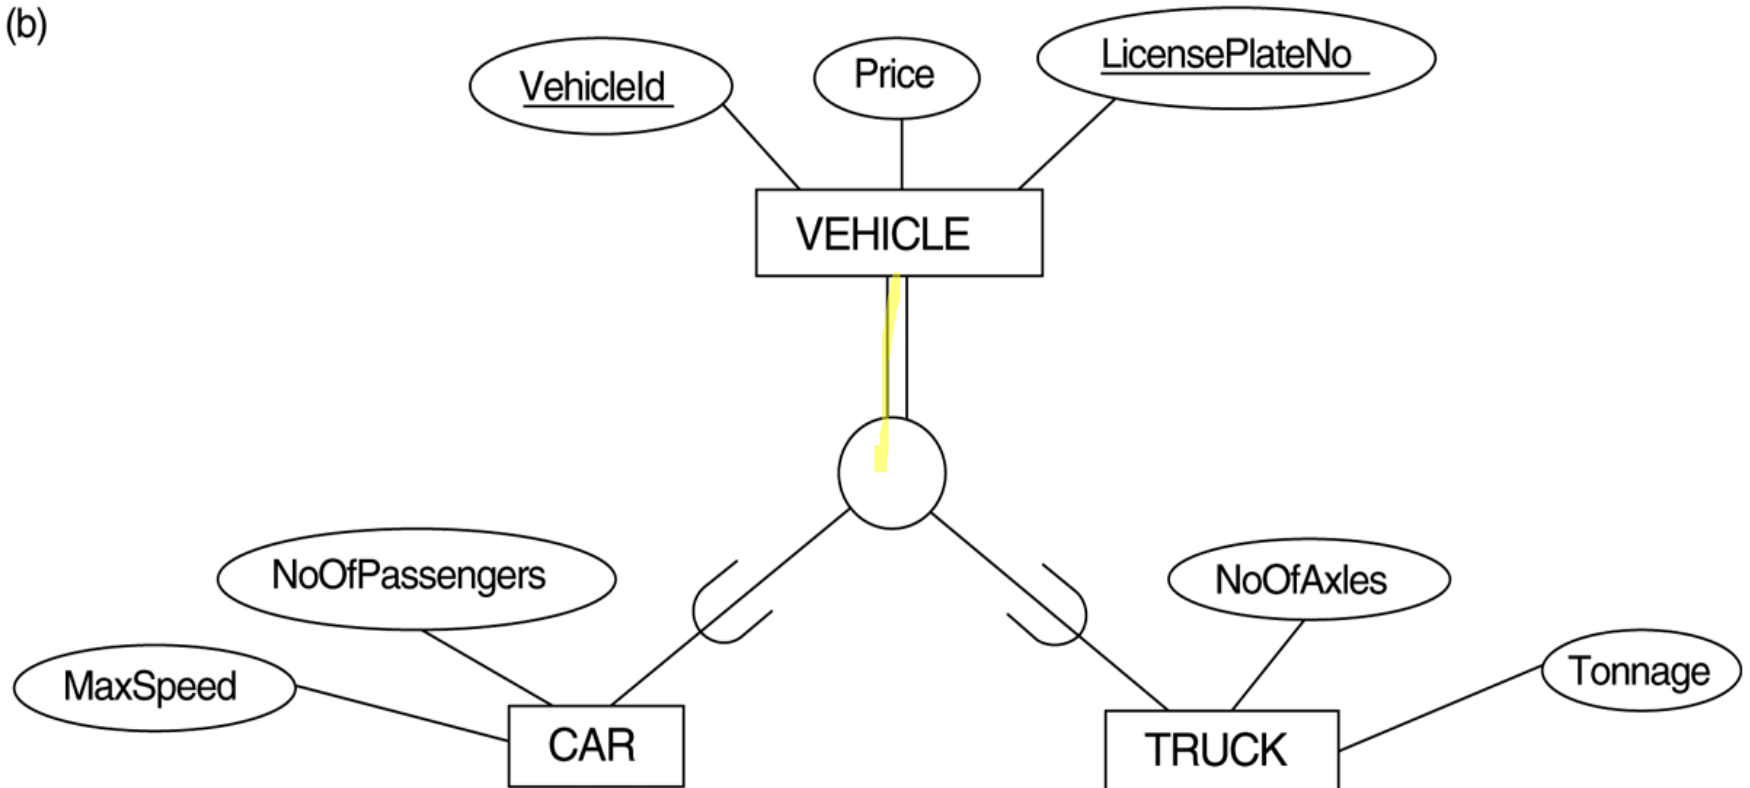 (b)
VehicleId
Price
LicensePlateNo
VEHICLE
NoOfPassengers
NoOfAxles
MaxSpeed
Tonnage
CAR
TRUCK